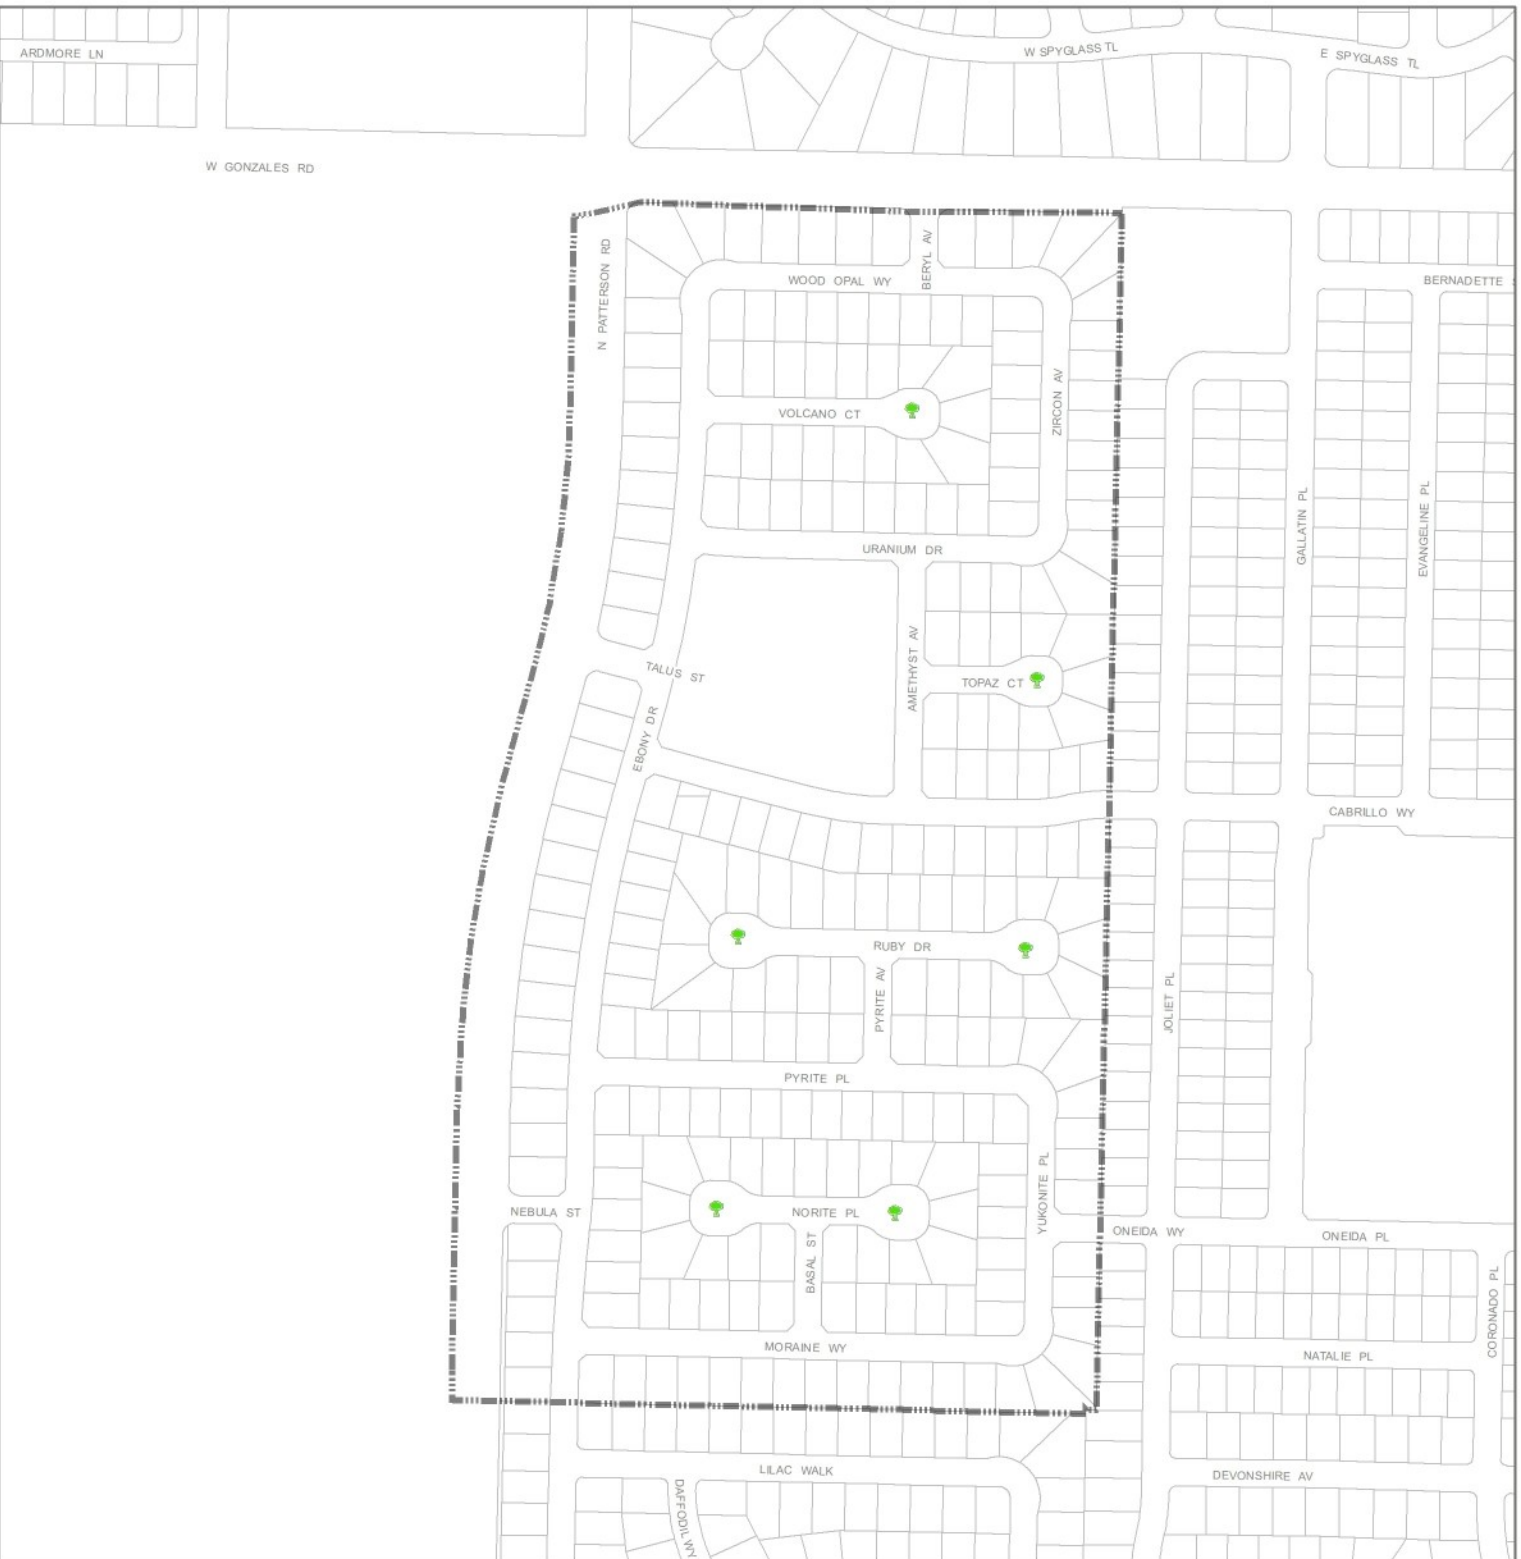 ARDMORE LN
W SPYGLASS TL
E SPYGLASS TL
W GONZALES RD
N PATTERSON RD
BERYL AV
WOOD OPAL WY
BERNADETTE
ZIRCON AV
VOLCANO CT
GALLATIN PL
EVANGELINE PL
URANIUM DR
AMETHYST AV
TALUS ST
TOPAZ CT
EBONY DR
CABRILLO WY
RUBY DR
PYRITE AV
JOLIET PL
PYRITE PL
YUKONITE PL
NEBULA ST
NORITE PL
BASAL ST
ONEIDA WY
ONEIDA PL
CORONADO PL
MORAINE WY
NATALIE PL
LILAC WALK
DEVONSHIRE AV
DAFFODIL WY